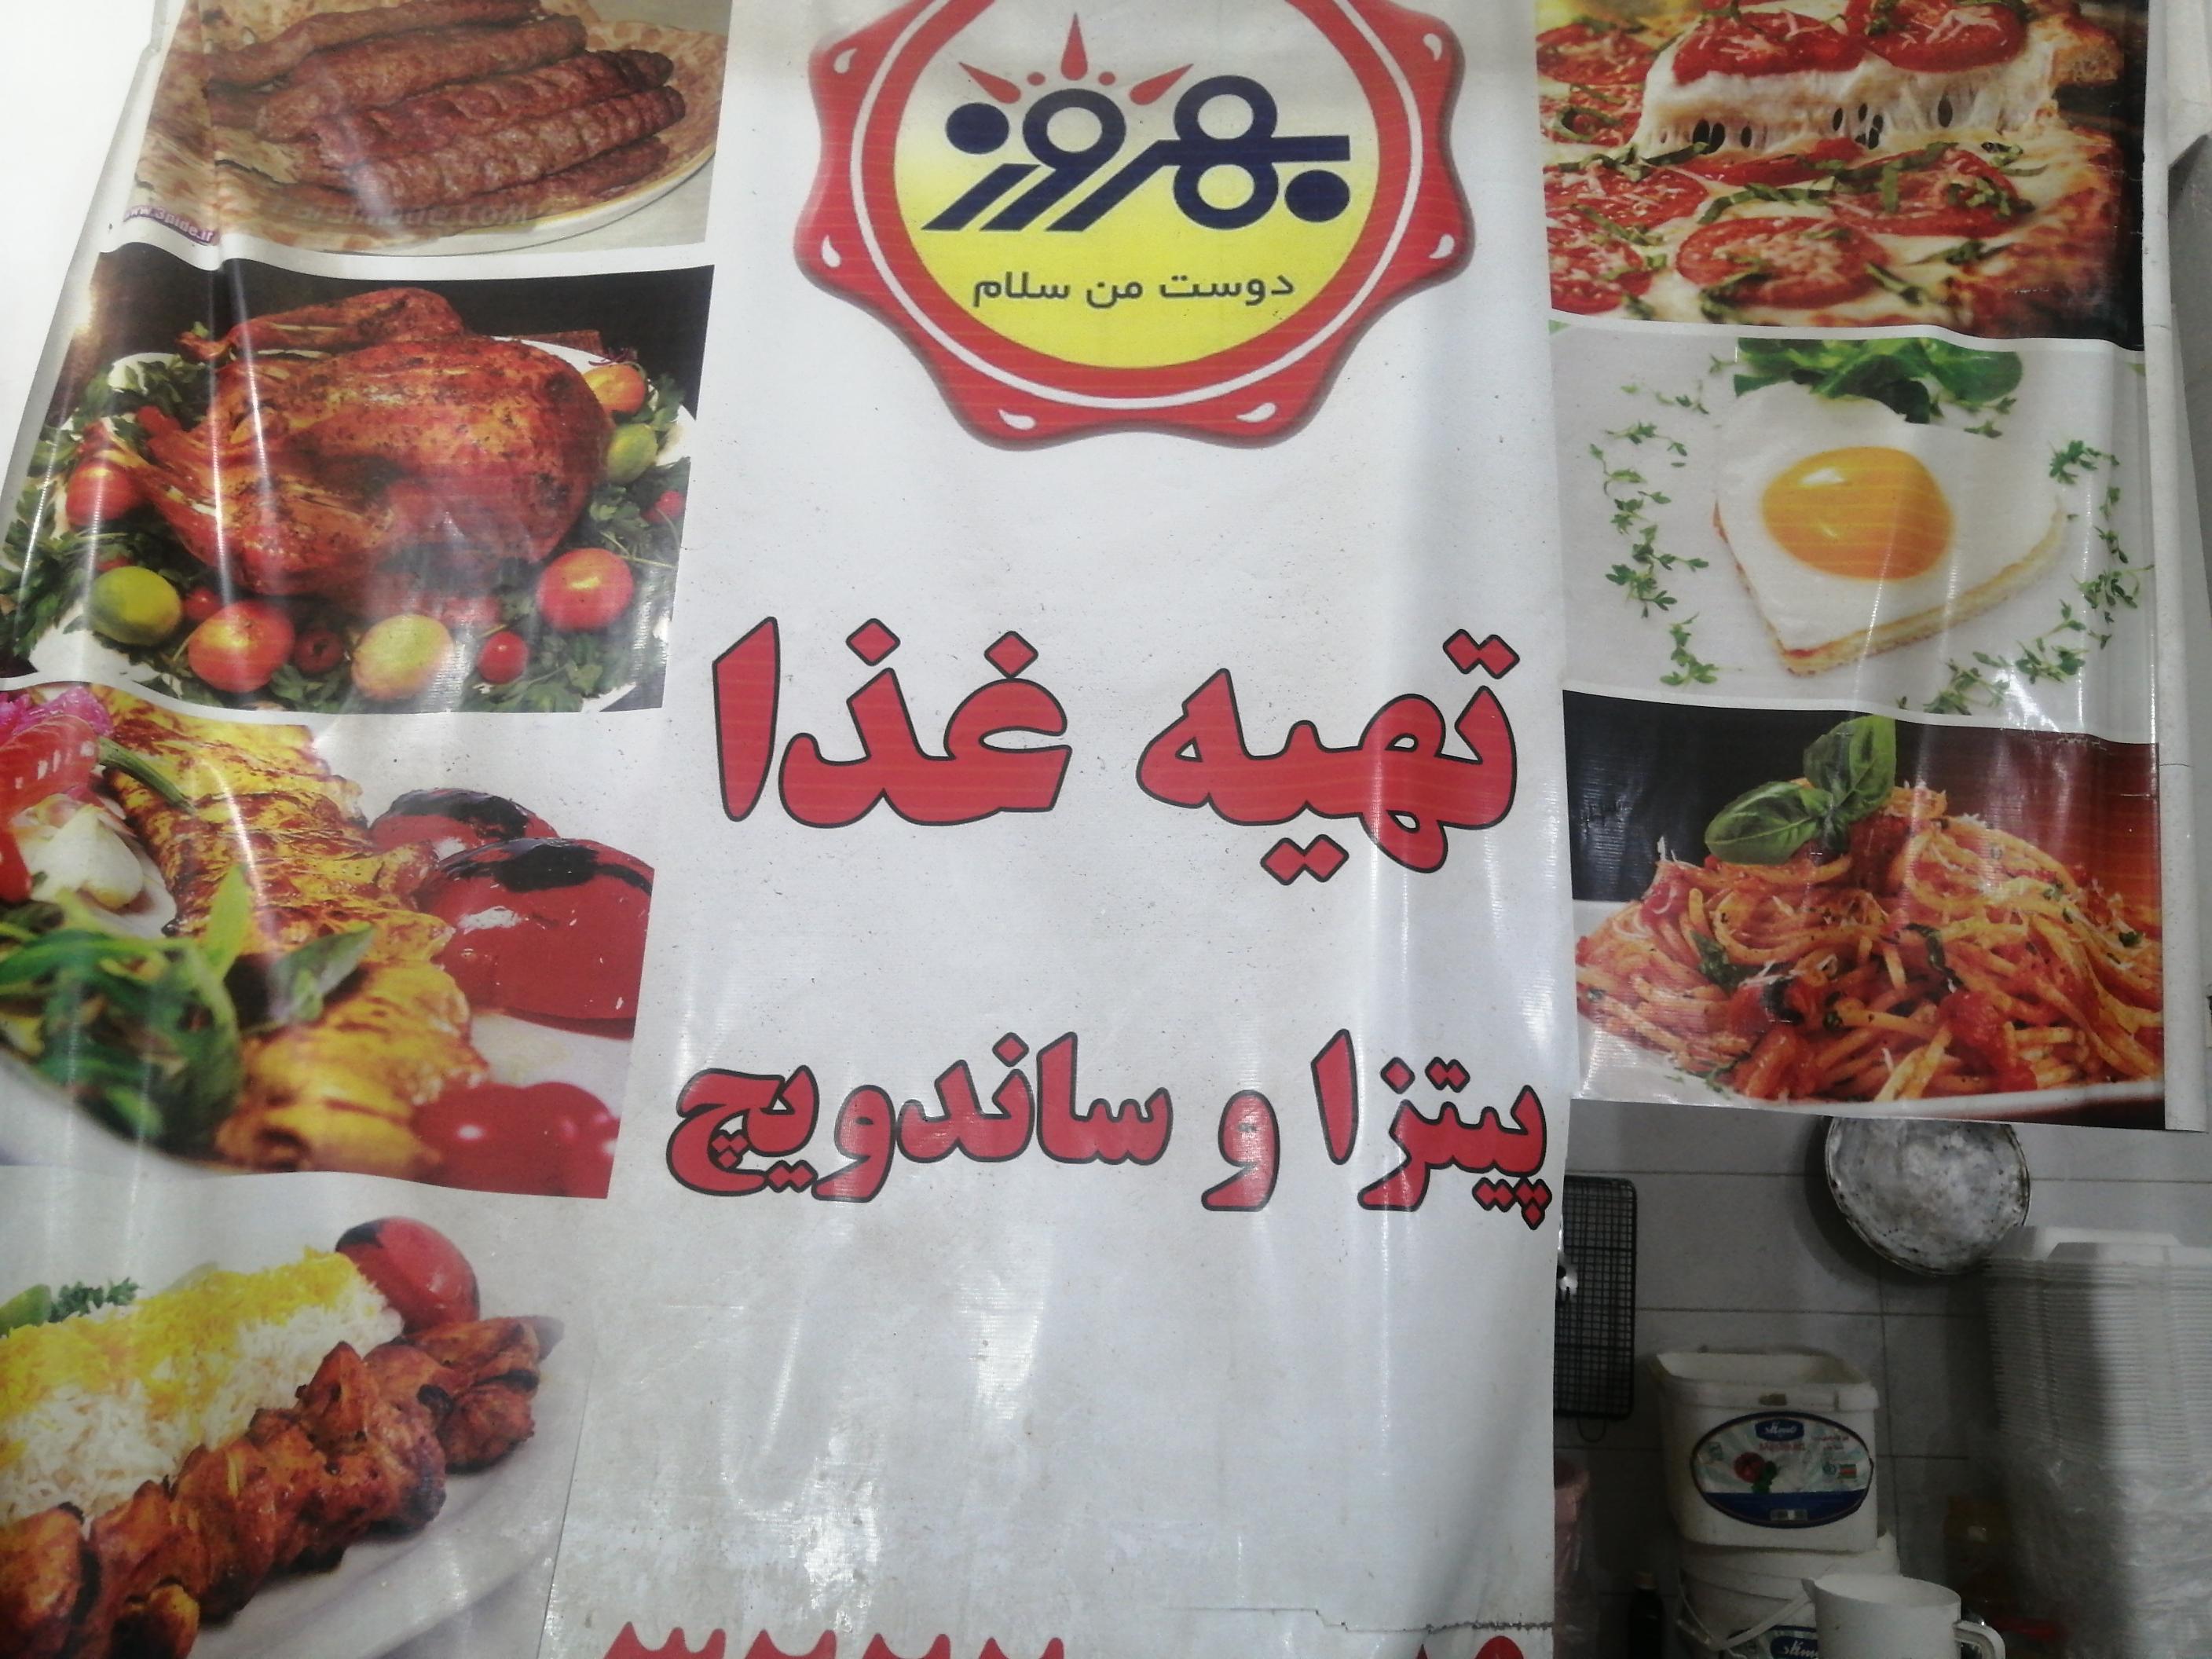 بهروز
دوست من سلام
تهیه غذا
پیتزا و ساندویچ